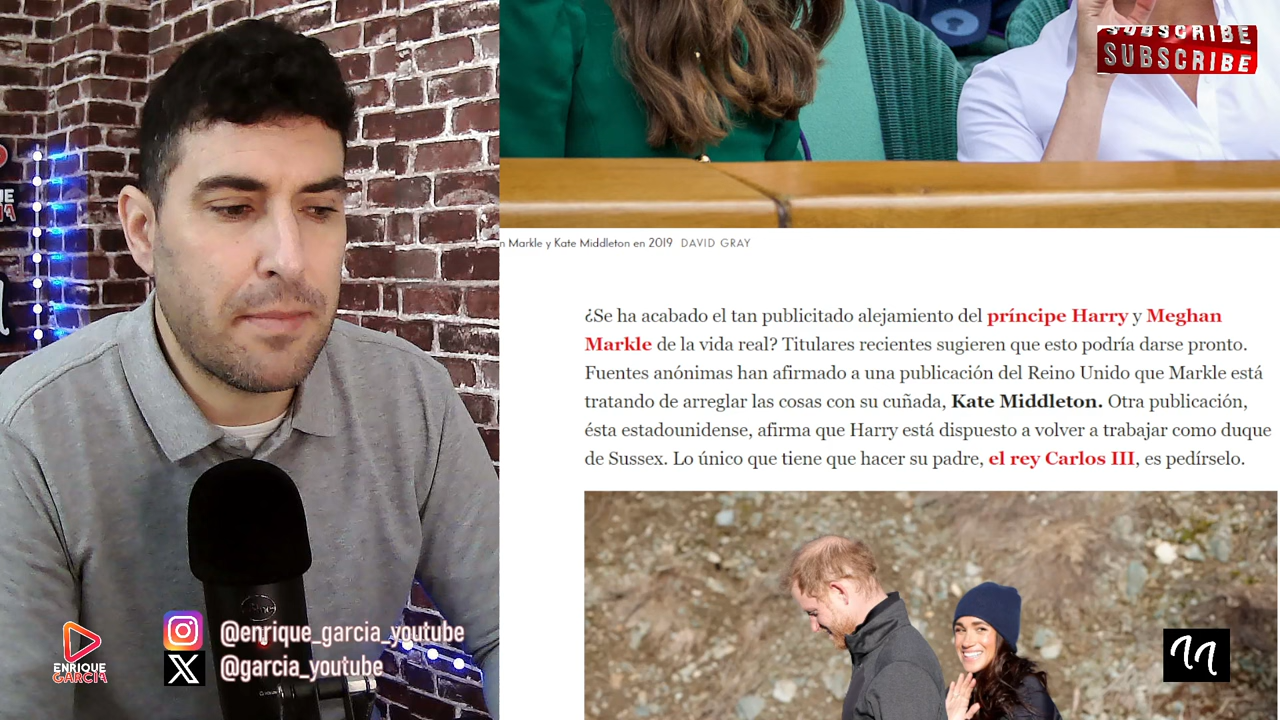 SUBSCRIBE
SUBSCRIBE
n Markle y Kate Middleton en 2019 DAVID GRAY
¿Se ha acabado el tan publicitado alejamiento del príncipe Harry y Meghan
Markle de la vida real? Titulares recientes sugieren que esto podría darse pronto.
Fuentes anónimas han afirmado a una publicación del Reino Unido que Markle está
tratando de arreglar las cosas con su cuñada, Kate Middleton. Otra publicación,
ésta estadounidense, afirma que Harry está dispuesto a volver a trabajar como duque
de Sussex. Lo único que tiene que hacer su padre, el rey Carlos III, es pedírselo.
@enrique_garcia_youtube
@garcia_youtube
ENRIQUE
GARCIA